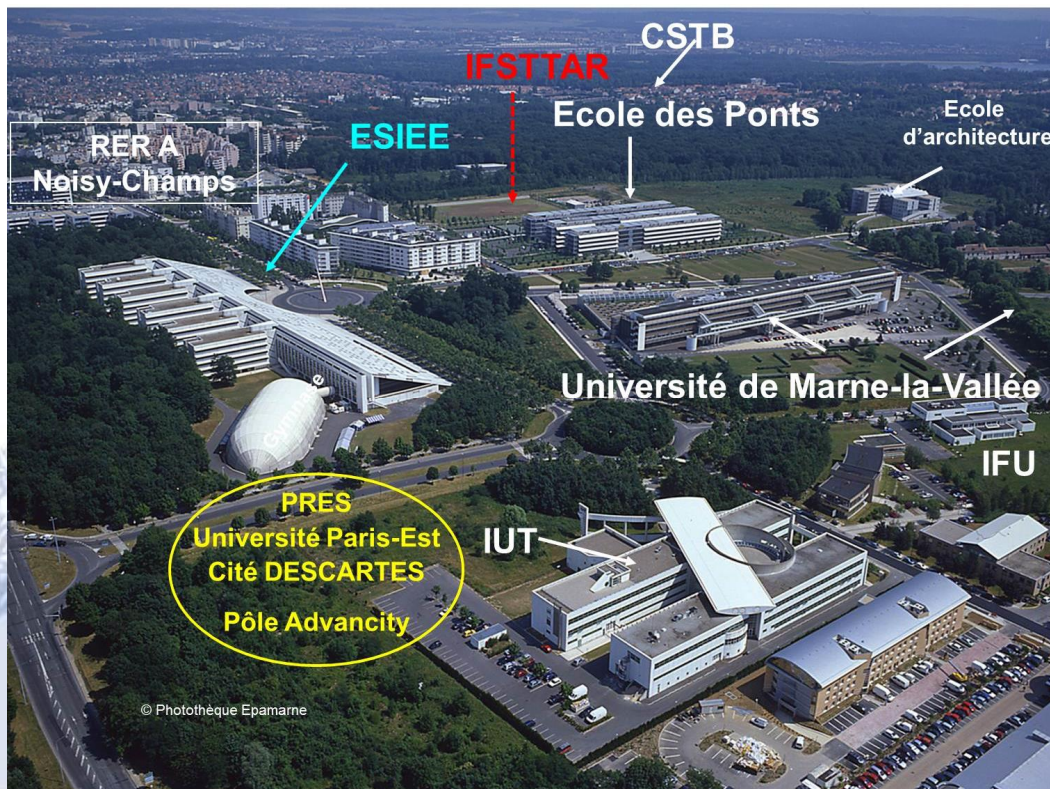 CSTB
IFSTTAR
Ecole des Ponts
Ecole
d'architecture
ESIEE
RER A
Noisy-Champs
Université de Marne-la-Vallée
Gymnase
IFU
PRES
Université Paris-Est
Cité DESCARTES
Pôle Advancity
IUT
© Photothèque Epamarne